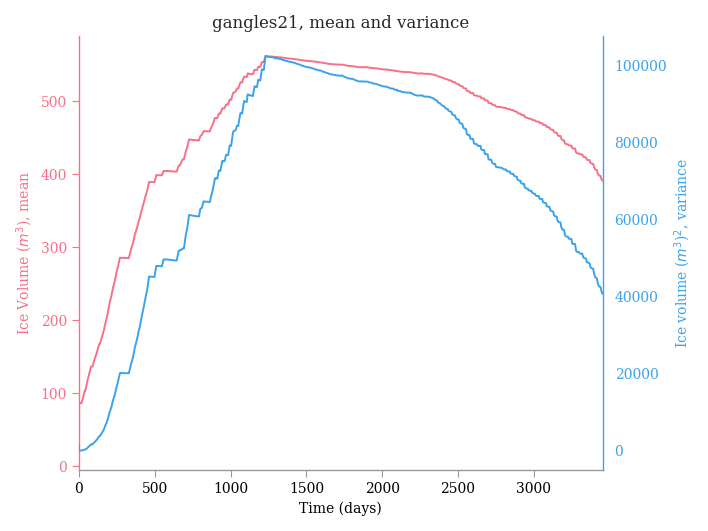 gangles21, mean and variance
Ice Volume (m³), mean
500
400
300
200
100
0
100000
80000
60000
40000
20000
0
Ice volume (m³)², variance
0 500 1000 1500 2000 2500 3000
Time (days)